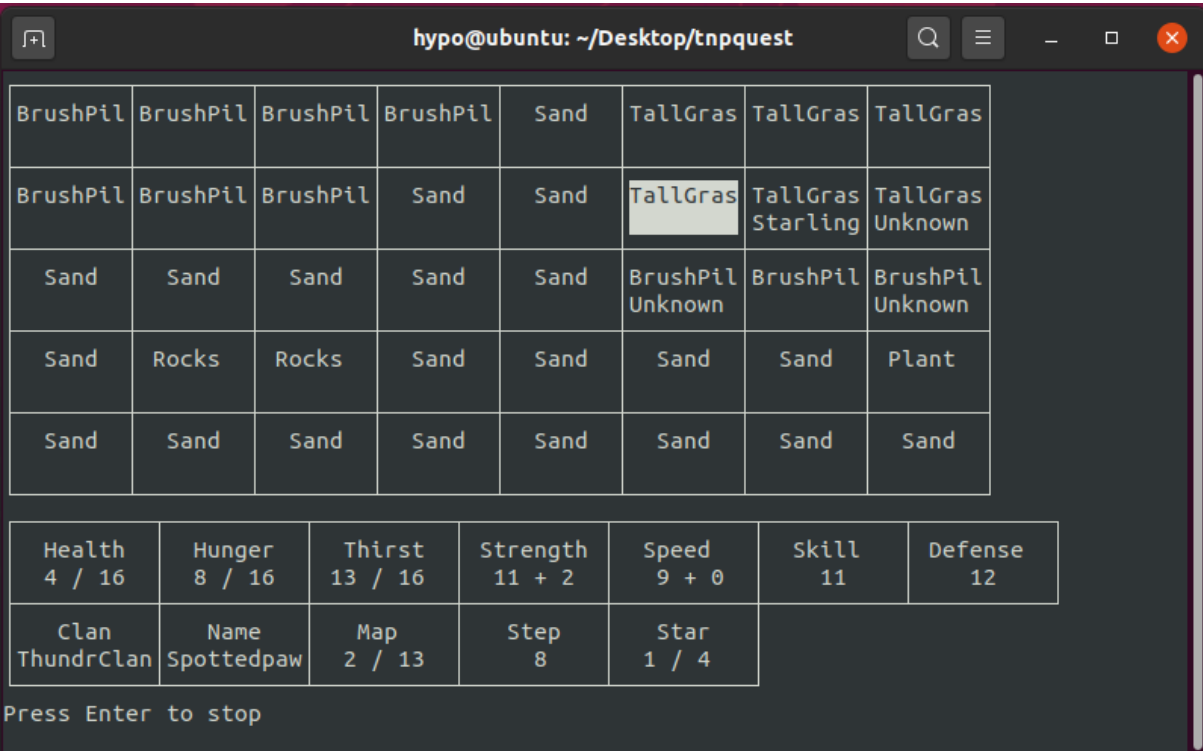 hypo@ubuntu: ~/Desktop/tnpquest
BrushPil BrushPil BrushPil BrushPil Sand TallGras TallGras TallGras
BrushPil BrushPil BrushPil Sand Sand TallGras TallGras TallGras
Starling Unknown
Sand Sand Sand Sand Sand BrushPil BrushPil BrushPil
Unknown Unknown
Sand Rocks Rocks Sand Sand Sand Sand Plant
Sand Sand Sand Sand Sand Sand Sand Sand
Health Hunger Thirst Strength Speed Skill Defense
4 / 16 8 / 16 13 / 16 11 + 2 9 + 0 11 12
Clan Name Map Step Star
ThundrClan Spottedpaw 2 / 13 8 1 / 4
Press Enter to stop